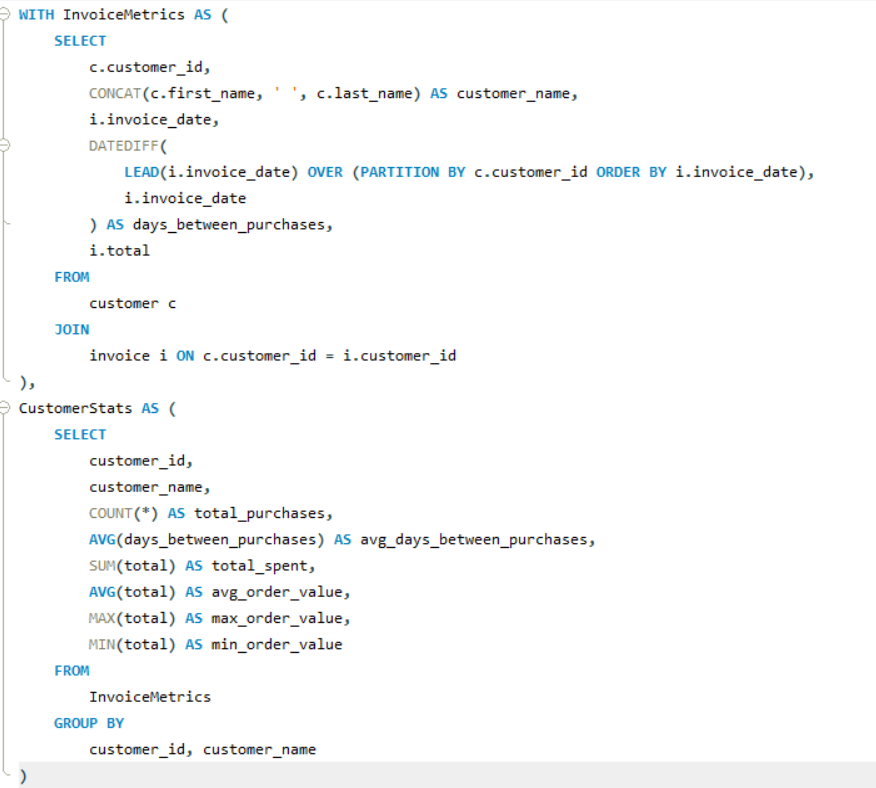 WITH InvoiceMetrics AS (
    SELECT
        c.customer_id,
        CONCAT(c.first_name, ' ', c.last_name) AS customer_name,
        i.invoice_date,
        DATEDIFF(
            LEAD(i.invoice_date) OVER (PARTITION BY c.customer_id ORDER BY i.invoice_date),
            i.invoice_date
        ) AS days_between_purchases,
        i.total
    FROM
        customer c
    JOIN
        invoice i ON c.customer_id = i.customer_id
),
CustomerStats AS (
    SELECT
        customer_id,
        customer_name,
        COUNT(*) AS total_purchases,
        AVG(days_between_purchases) AS avg_days_between_purchases,
        SUM(total) AS total_spent,
        AVG(total) AS avg_order_value,
        MAX(total) AS max_order_value,
        MIN(total) AS min_order_value
    FROM
        InvoiceMetrics
    GROUP BY
        customer_id, customer_name
)